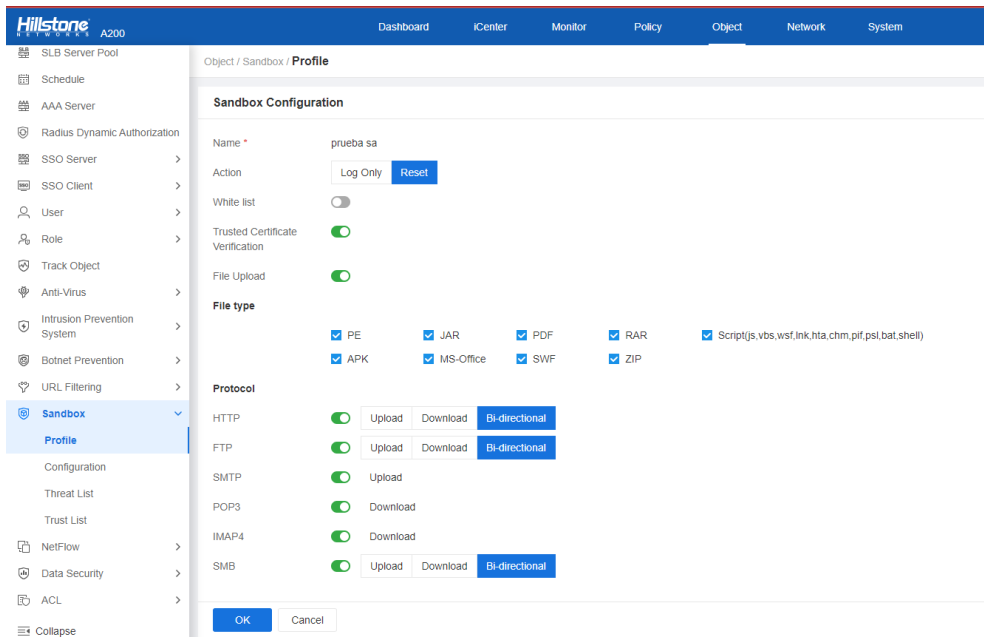 Hillstone
NETWORKS
A200
Dashboard
iCenter
Monitor
Policy
Object
Network
System
SLB Server Pool
Schedule
AAA Server
Radius Dynamic Authorization
SSO Server
SSO Client
User
Role
Track Object
Anti-Virus
Intrusion Prevention
System
Botnet Prevention
URL Filtering
Sandbox
Profile
Configuration
Threat List
Trust List
NetFlow
Data Security
ACL
Collapse
Object / Sandbox / Profile
Sandbox Configuration
Name * prueba sa
Action Log Only Reset
White list
Trusted Certificate
Verification
File Upload
File type
PE JAR PDF RAR Script(js,vbs,wsf,lnk,hta,chm,pif,psl,bat,shell)
APK MS-Office SWF ZIP
Protocol
HTTP Upload Download Bi-directional
FTP Upload Download Bi-directional
SMTP Upload
POP3 Download
IMAP4 Download
SMB Upload Download Bi-directional
OK Cancel